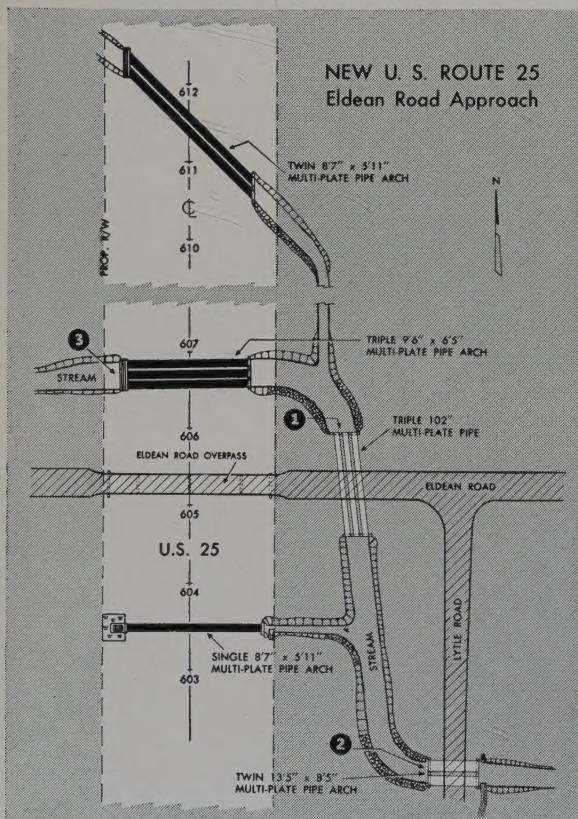 NEW U. S. ROUTE 25
Eldean Road Approach
612
TWIN 8'7" x 5'11"
MULTI-PLATE PIPE ARCH
611
N
℄
610
PROP. R/W
607
TRIPLE 9'6" x 6'5"
MULTI-PLATE PIPE ARCH
3
STREAM
606
1
TRIPLE 102"
MULTI-PLATE PIPE
ELDEAN ROAD OVERPASS
ELDEAN ROAD
605
U.S. 25
604
SINGLE 8'7" x 5'11"
MULTI-PLATE PIPE ARCH
603
STREAM
LYTLE ROAD
2
TWIN 13'5" x 8'5"
MULTI-PLATE PIPE ARCH